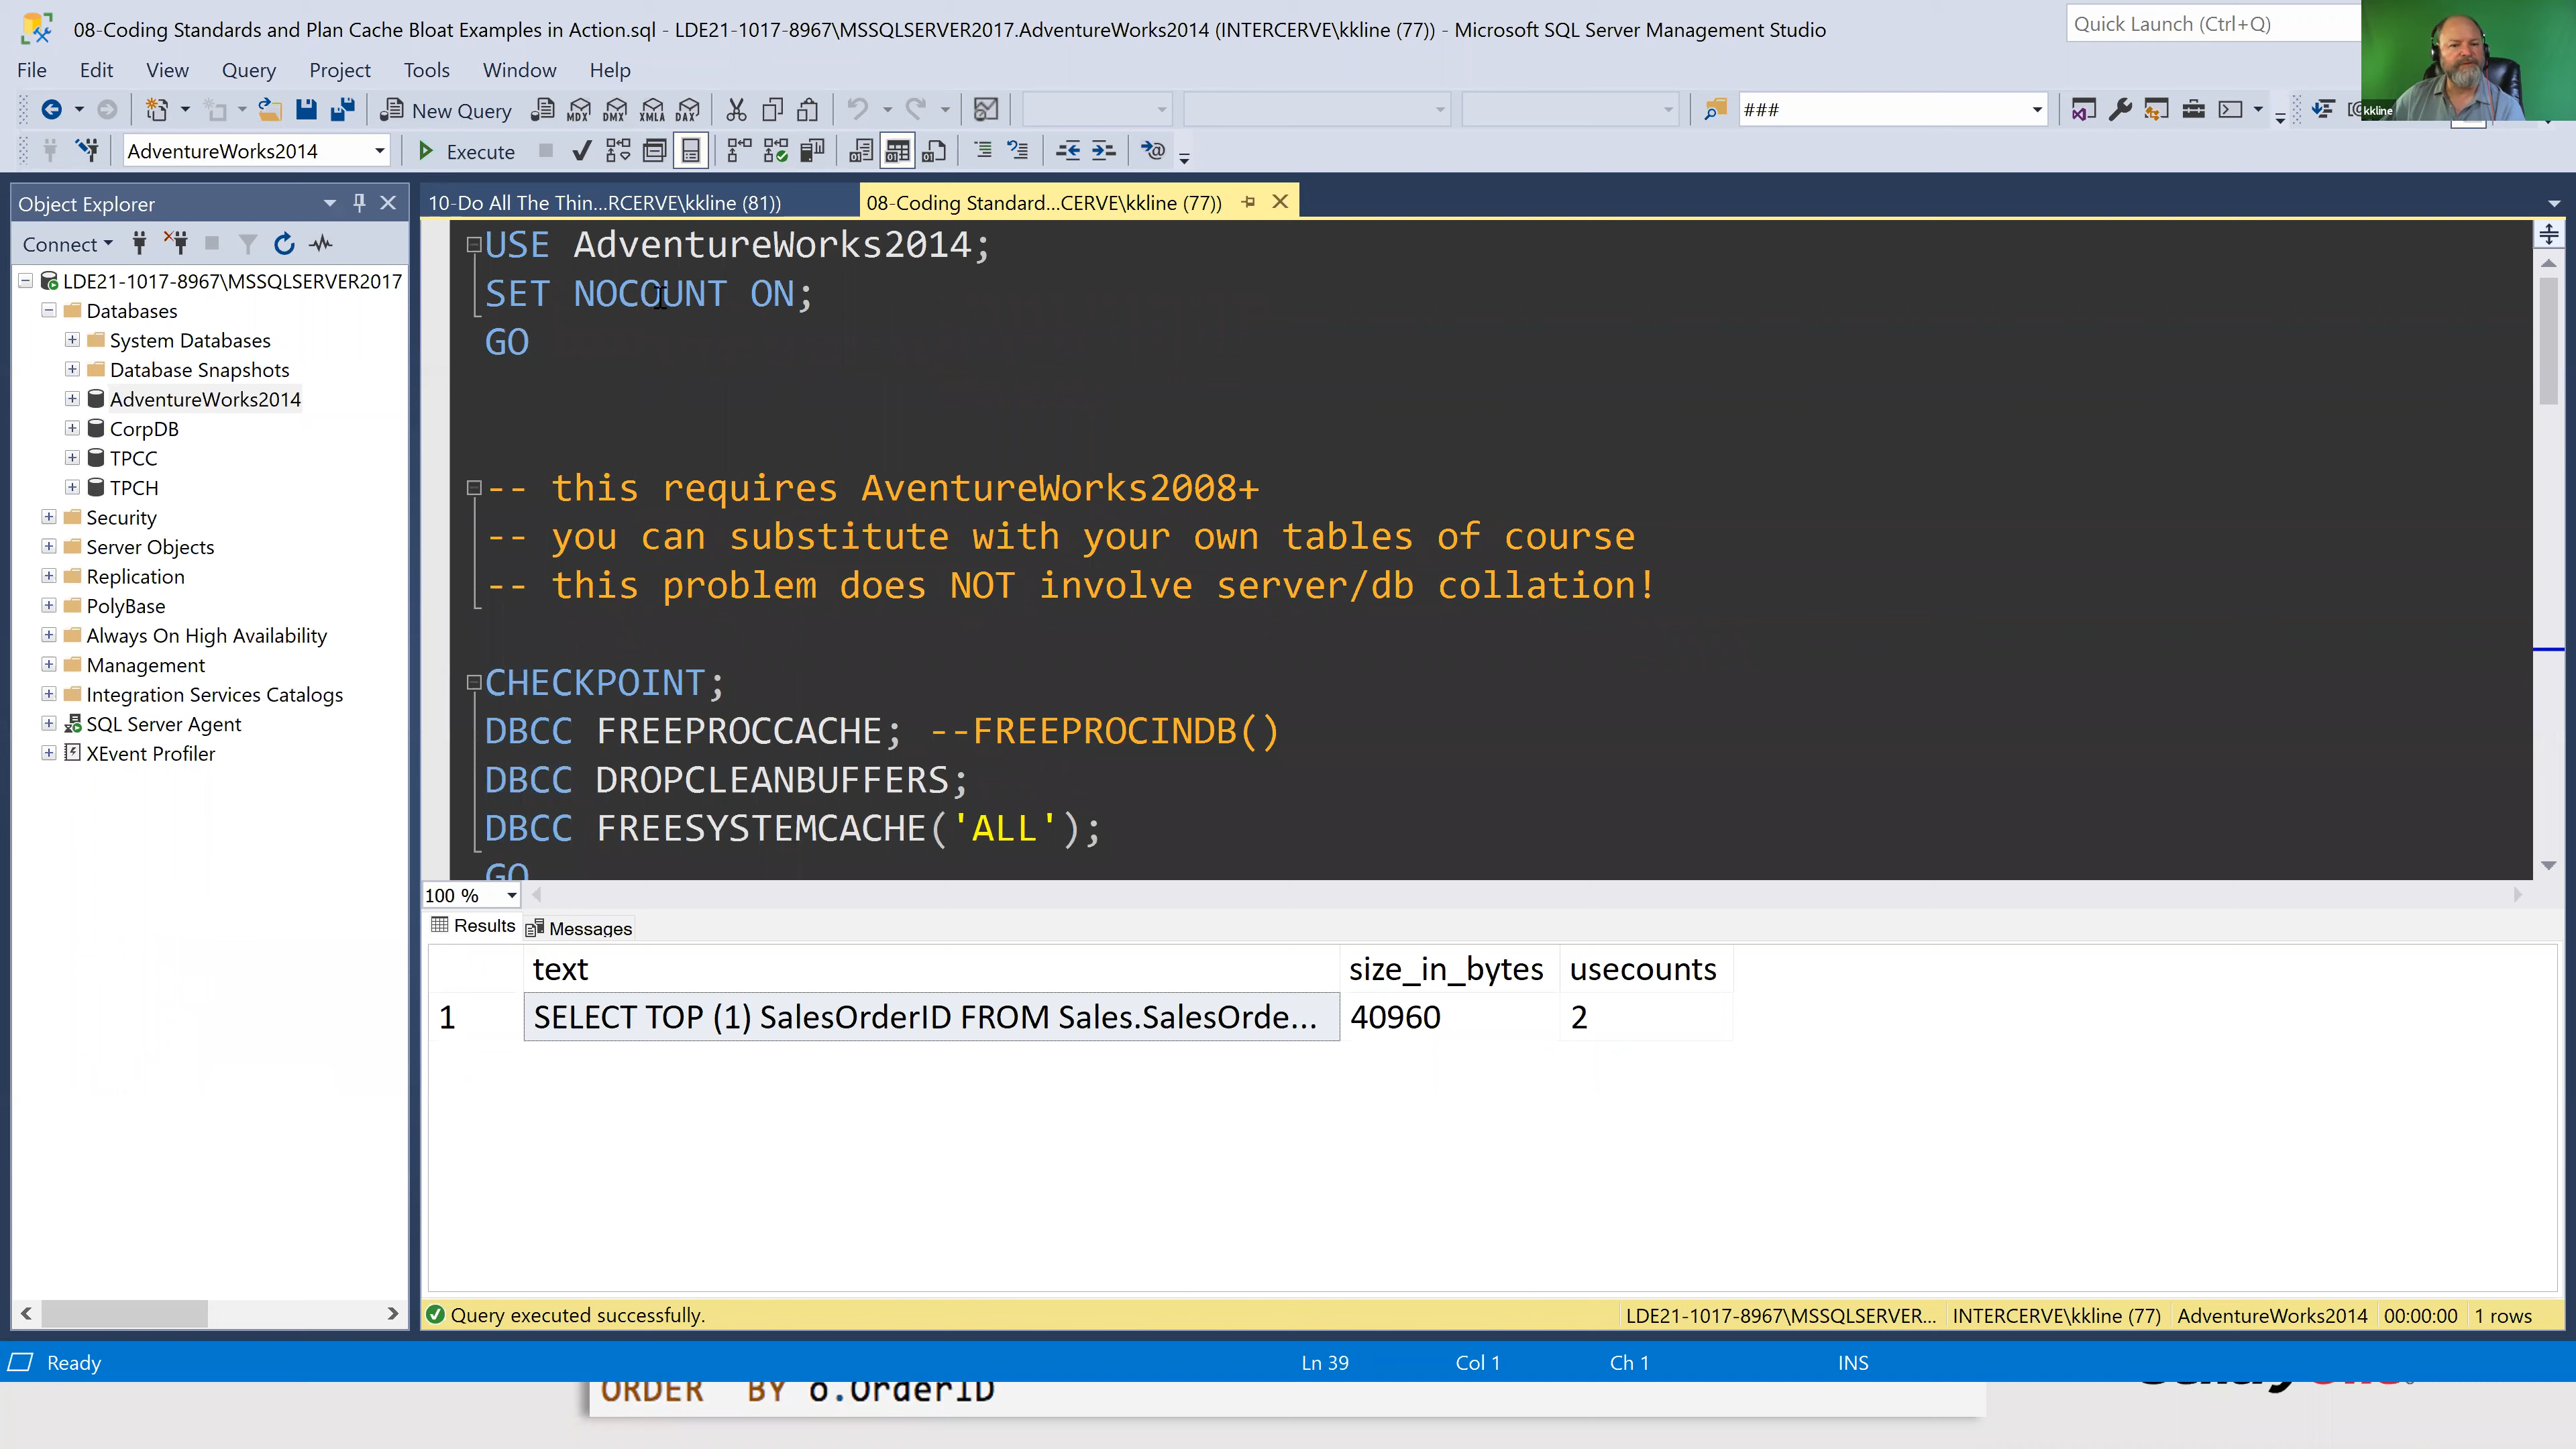 08-Coding Standards and Plan Cache Bloat Examples in Action.sql - LDE21-1017-8967\MSSQLSERVER2017.AdventureWorks2014 (INTERCERVE\kkline (77)) - Microsoft SQL Server Management Studio
Quick Launch (Ctrl+Q)
File Edit View Query Project Tools Window Help
kkline
New Query MDX DMX XMLA DAX ###
AdventureWorks2014 Execute
Object Explorer
Connect
LDE21-1017-8967\MSSQLSERVER2017
Databases
System Databases
Database Snapshots
AdventureWorks2014
CorpDB
TPCC
TPCH
Security
Server Objects
Replication
PolyBase
Always On High Availability
Management
Integration Services Catalogs
SQL Server Agent
XEvent Profiler
10-Do All The Thin...RCERVE\kkline (81)) 08-Coding Standard...CERVE\kkline (77))
USE AdventureWorks2014;
SET NOCOUNT ON;
GO
-- this requires AventureWorks2008+
-- you can substitute with your own tables of course
-- this problem does NOT involve server/db collation!
CHECKPOINT;
DBCC FREEPROCCACHE; --FREEPROCINDB()
DBCC DROPCLEANBUFFERS;
DBCC FREESYSTEMCACHE('ALL');
GO
100 %
Results Messages
text size_in_bytes usecounts
1 SELECT TOP (1) SalesOrderID FROM Sales.SalesOrde... 40960 2
Query executed successfully. LDE21-1017-8967\MSSQLSERVER... INTERCERVE\kkline (77) AdventureWorks2014 00:00:00 1 rows
Ready Ln 39 Col 1 Ch 1 INS
ORDER BY o.OrderID